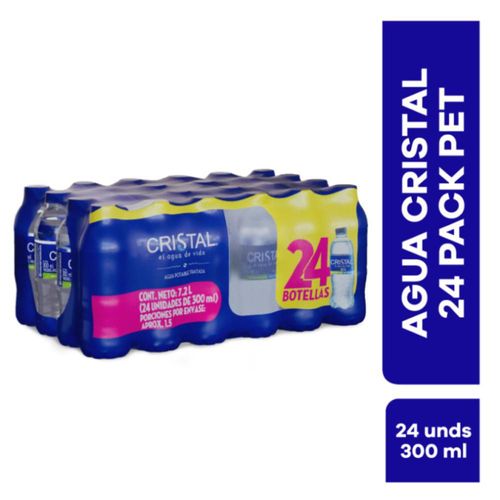 CRISTAL
el agua de vida
AGUA POTABLE TRATADA
CONT. NETO: 7,2 L
(24 UNIDADES DE 300 ml)
PORCIONES POR ENVASE:
APROX. 1,5
24
BOTELLAS
CRISTAL
AGUA CRISTAL
24 PACK PET
24 unds
300 ml